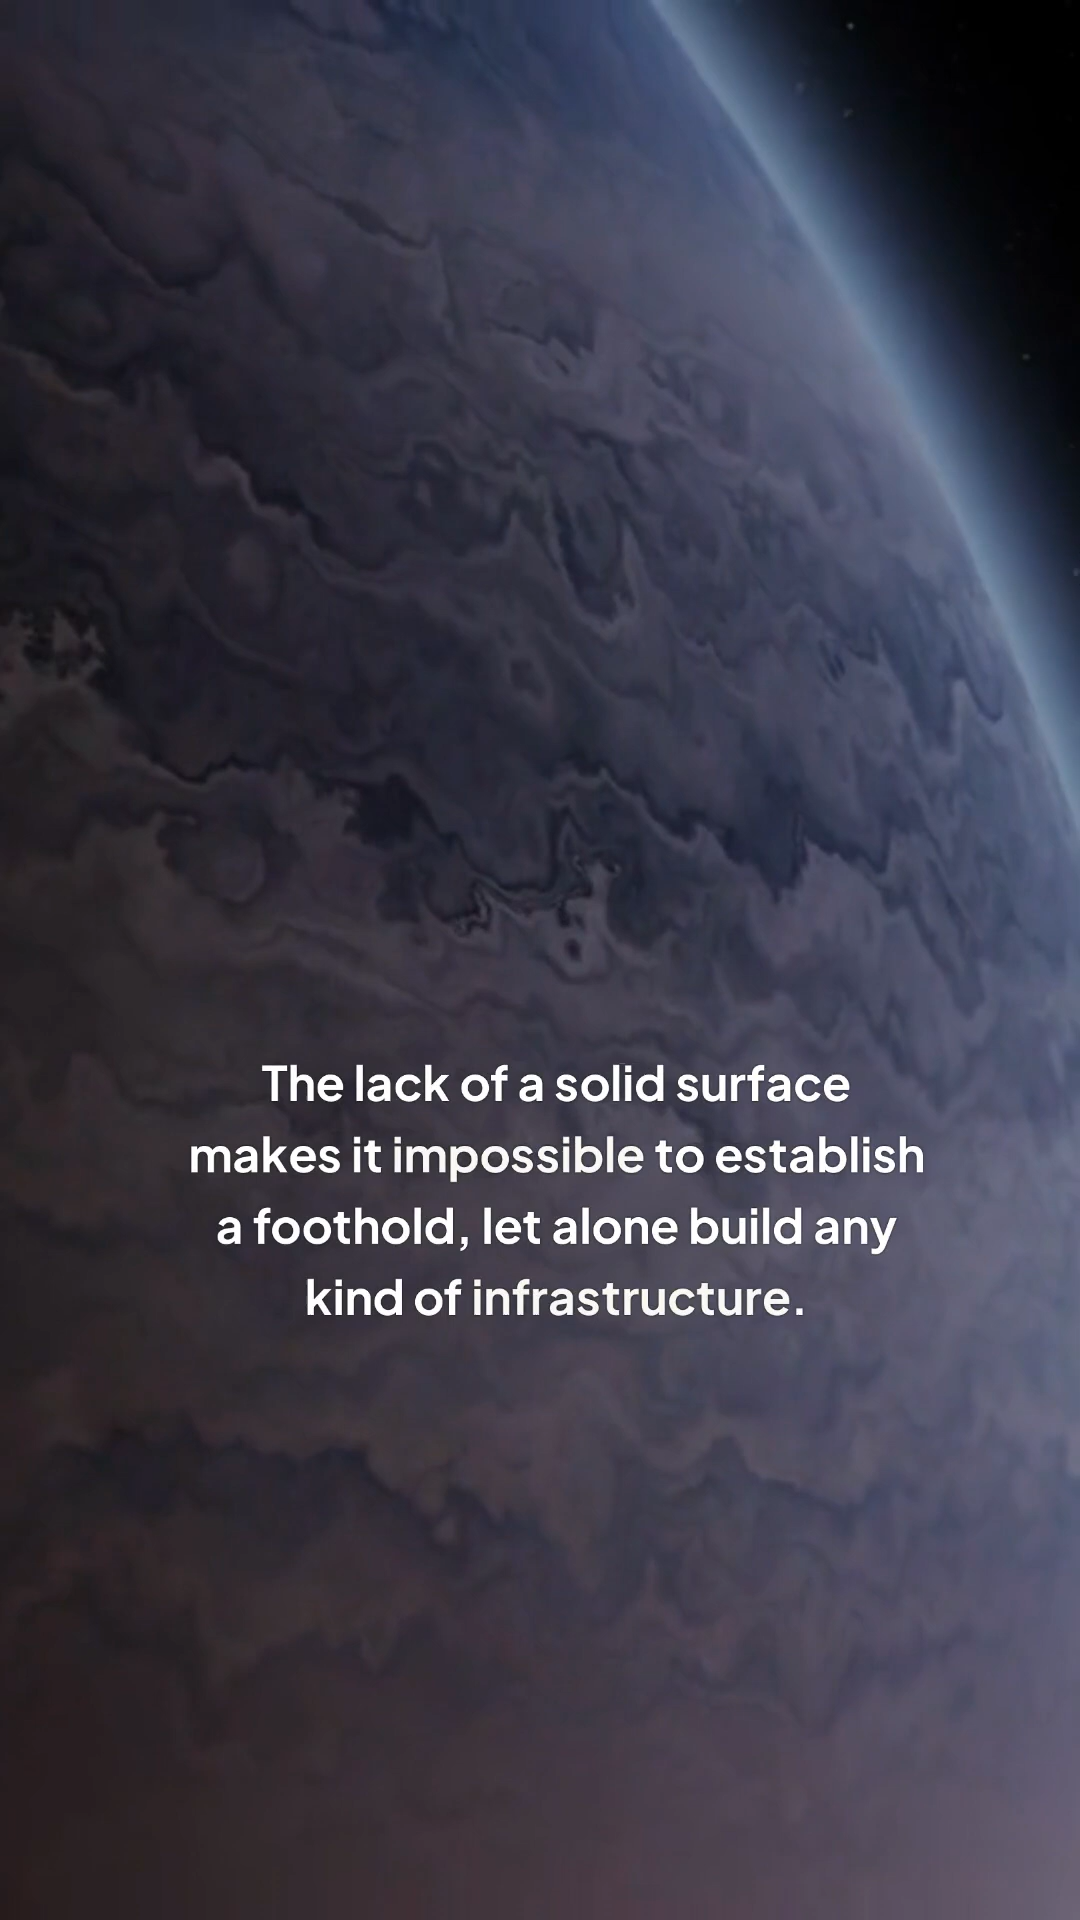 The lack of a solid surface
makes it impossible to establish
a foothold, let alone build any
kind of infrastructure.